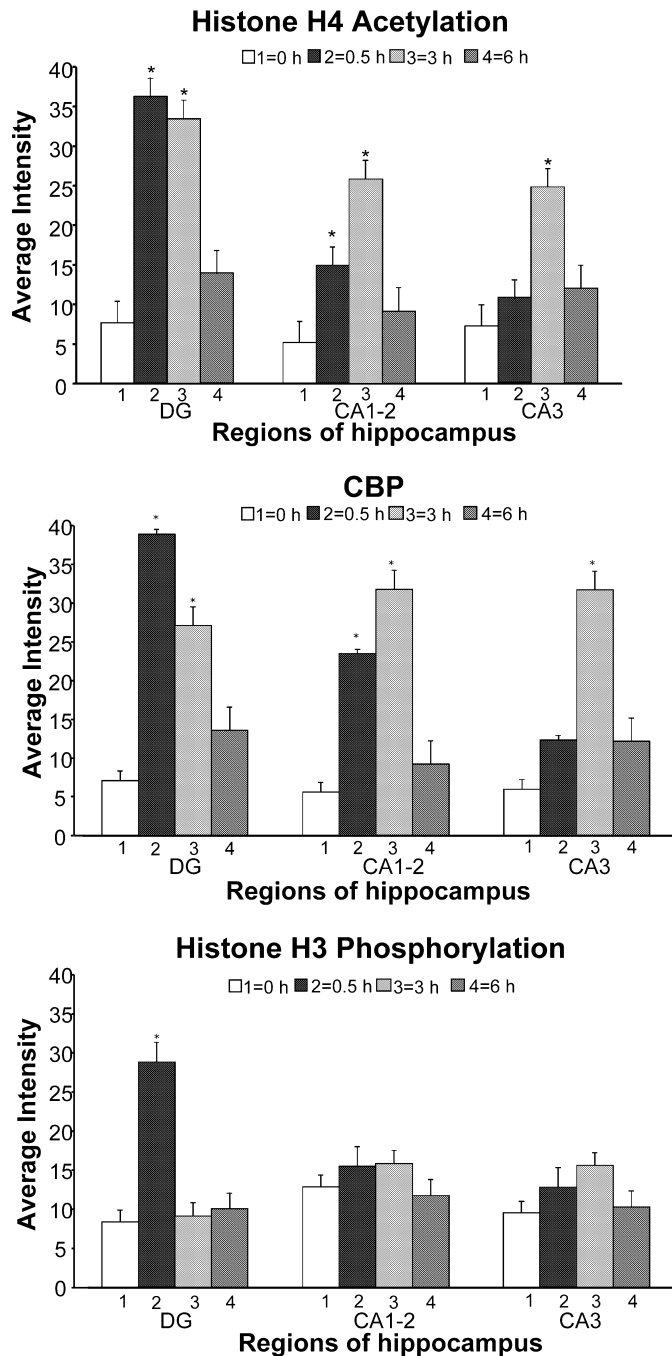 Histone H4 Acetylation
1=0 h 2=0.5 h 3=3 h 4=6 h
Average Intensity
40
35
30
25
20
15
10
5
0
* * * * *
1 2 3 4 1 2 3 4 1 2 3 4
DG CA1-2 CA3
Regions of hippocampus
CBP
1=0 h 2=0.5 h 3=3 h 4=6 h
Average Intensity
40
35
30
25
20
15
10
5
0
* * * * *
1 2 3 4 1 2 3 4 1 2 3 4
DG CA1-2 CA3
Regions of hippocampus
Histone H3 Phosphorylation
1=0 h 2=0.5 h 3=3 h 4=6 h
Average Intensity
40
35
30
25
20
15
10
5
0
*
1 2 3 4 1 2 3 4 1 2 3 4
DG CA1-2 CA3
Regions of hippocampus